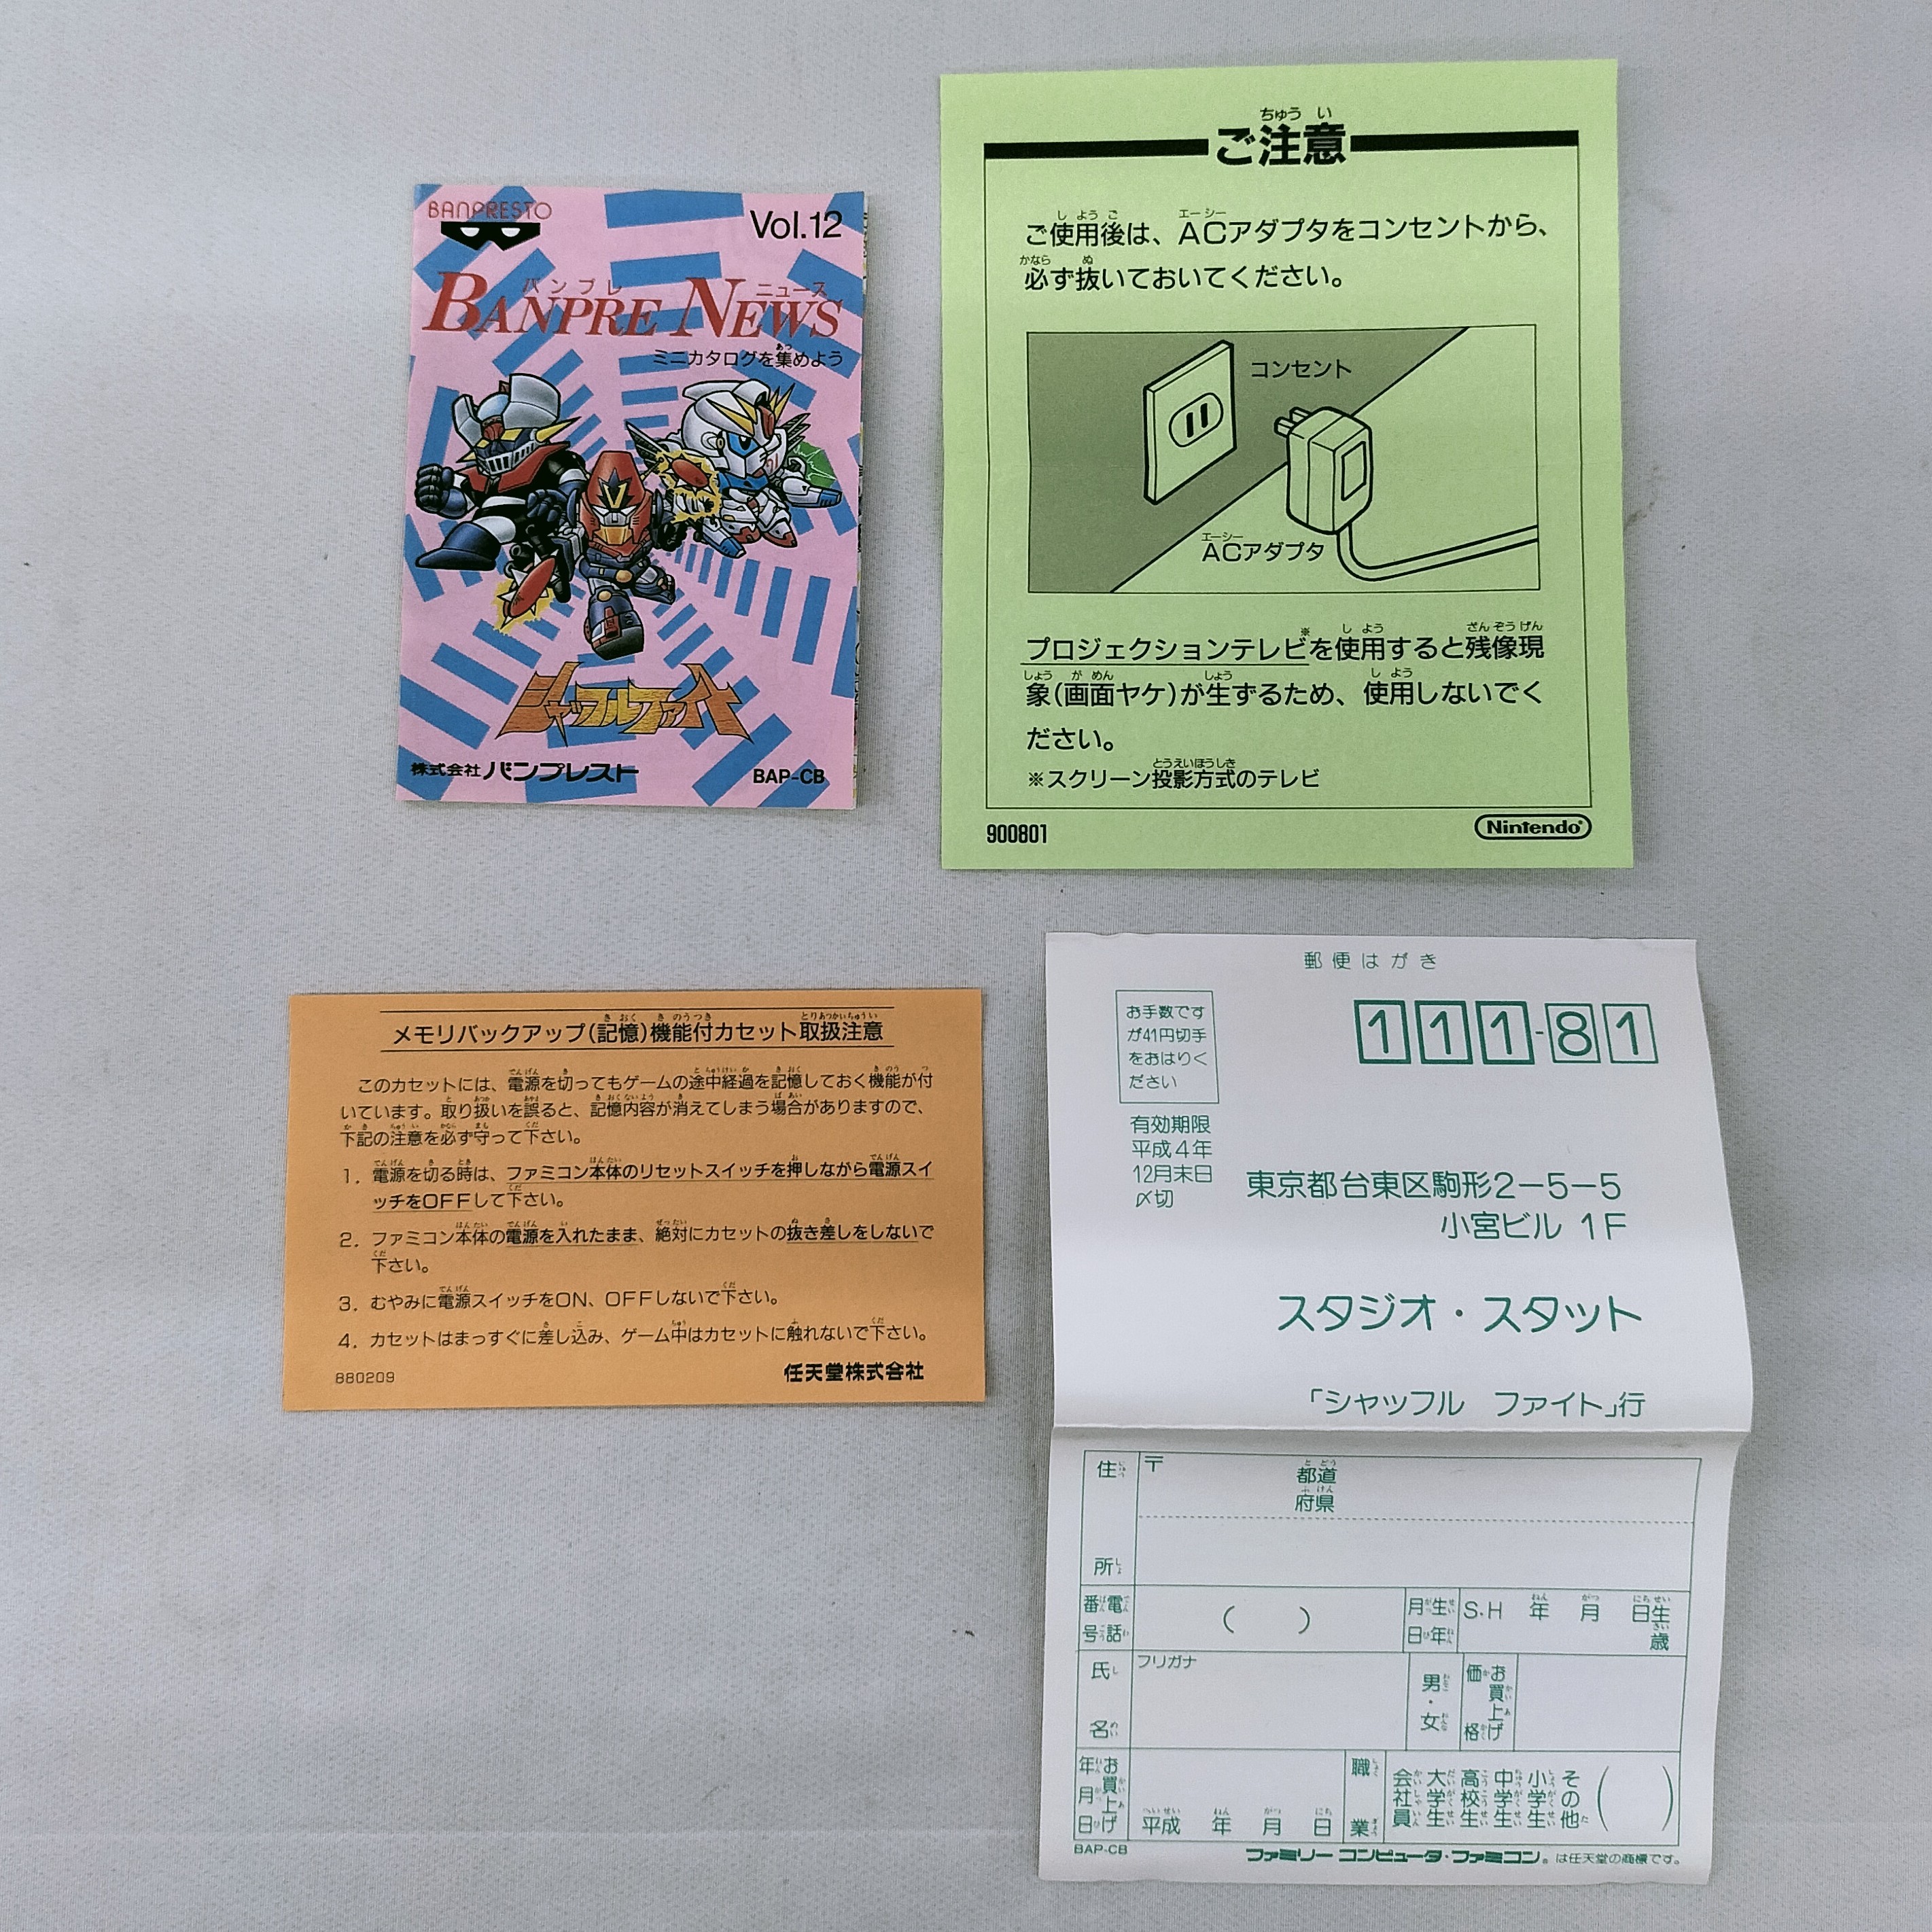 BANPRESTO
Vol.12
バンプレ ニュース
BANPRE NEWS
ミニカタログを集めよう
シャッフルファイト
株式会社バンプレスト
BAP-CB
ご注意
ご使用後は、ACアダプタをコンセントから、
必ず抜いておいてください。
コンセント
ACアダプタ
プロジェクションテレビ※を使用すると残像現
象(画面ヤケ)が生ずるため、使用しないでく
ださい。
※スクリーン投影方式のテレビ
900801
Nintendo
メモリバックアップ(記憶)機能付カセット取扱注意
このカセットには、電源を切ってもゲームの途中経過を記憶しておく機能が付
いています。取り扱いを誤ると、記憶内容が消えてしまう場合がありますので、
下記の注意を必ず守って下さい。
1. 電源を切る時は、ファミコン本体のリセットスイッチを押しながら電源スイ
ッチをOFFして下さい。
2. ファミコン本体の電源を入れたまま、絶対にカセットの抜き差しをしないで
下さい。
3. むやみに電源スイッチをON、OFFしないで下さい。
4. カセットはまっすぐに差し込み、ゲーム中はカセットに触れないで下さい。
880209
任天堂株式会社
郵便はがき
お手数です
が41円切手
をおはりく
ださい
111-81
有効期限
平成4年
12月末日
〆切
東京都台東区駒形2-5-5
小宮ビル 1F
スタジオ・スタット
「シャッフル ファイト」行
住所
〒
都道
府県
電話番号
( )
生年月日
S.H 年 月 日生
歳
氏名
フリガナ
男・女
お買上げ価格
お買上げ年月日
平成 年 月 日
職業
会社員
大学生
高校生
中学生
小学生
その他( )
BAP-CB
ファミリーコンピュータ・ファミコン®は任天堂の商標です。